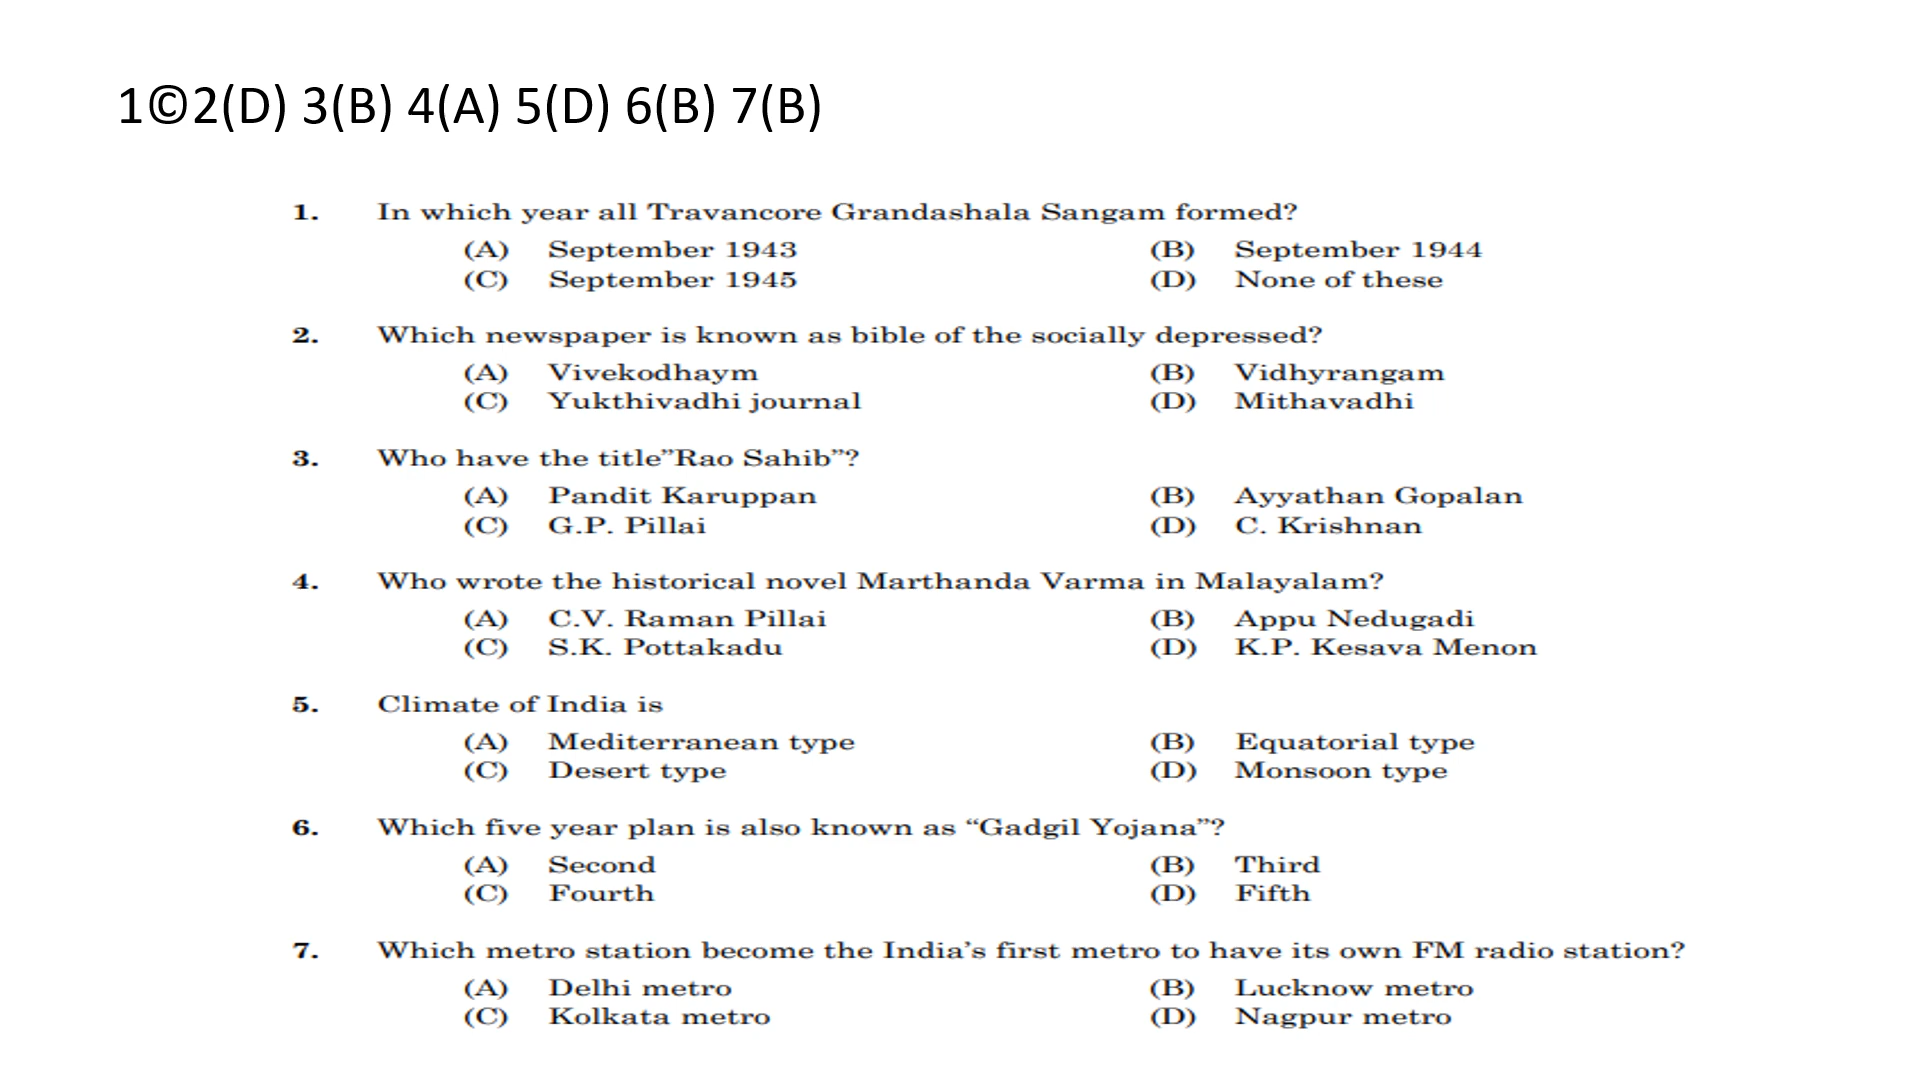 1©2(D) 3(B) 4(A) 5(D) 6(B) 7(B)
1. In which year all Travancore Grandashala Sangam formed?
(A) September 1943 (B) September 1944
(C) September 1945 (D) None of these
2. Which newspaper is known as bible of the socially depressed?
(A) Vivekodhaym (B) Vidhyrangam
(C) Yukthivadhi journal (D) Mithavadhi
3. Who have the title”Rao Sahib”?
(A) Pandit Karuppan (B) Ayyathan Gopalan
(C) G.P. Pillai (D) C. Krishnan
4. Who wrote the historical novel Marthanda Varma in Malayalam?
(A) C.V. Raman Pillai (B) Appu Nedugadi
(C) S.K. Pottakadu (D) K.P. Kesava Menon
5. Climate of India is
(A) Mediterranean type (B) Equatorial type
(C) Desert type (D) Monsoon type
6. Which five year plan is also known as “Gadgil Yojana”?
(A) Second (B) Third
(C) Fourth (D) Fifth
7. Which metro station become the India’s first metro to have its own FM radio station?
(A) Delhi metro (B) Lucknow metro
(C) Kolkata metro (D) Nagpur metro